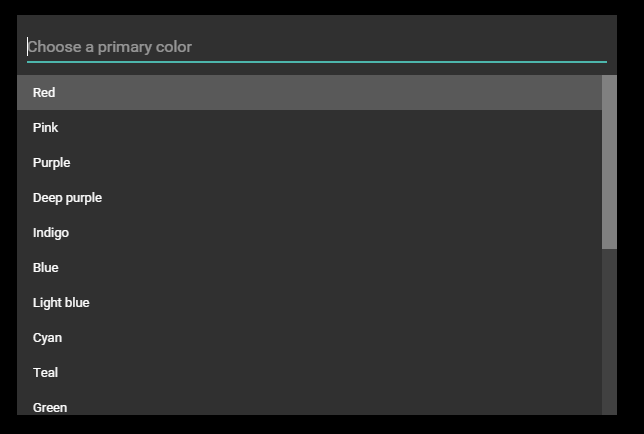 Choose a primary color
Red
Pink
Purple
Deep purple
Indigo
Blue
Light blue
Cyan
Teal
Green